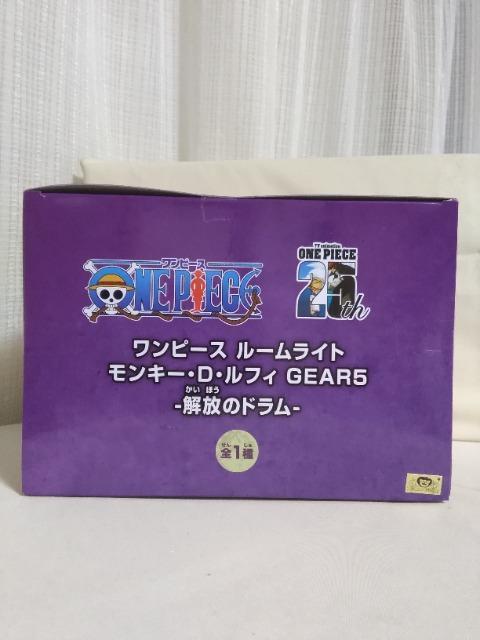 ワンピース
ONE PIECE
TV animation
ONE PIECE
25th
ワンピース ルームライト
モンキー・D・ルフィ GEAR5
かい ほう
-解放のドラム-
ぜん しゅ
全1種